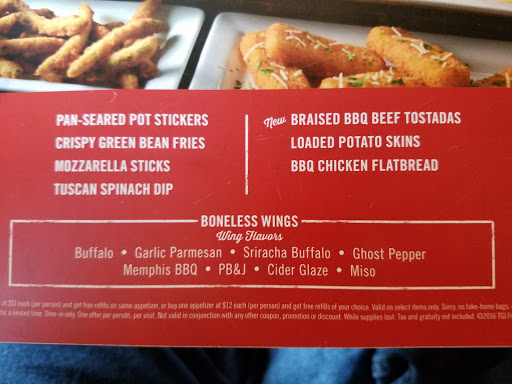 PAN-SEARED POT STICKERS
CRISPY GREEN BEAN FRIES
MOZZARELLA STICKS
TUSCAN SPINACH DIP
New BRAISED BBQ BEEF TOSTADAS
LOADED POTATO SKINS
BBQ CHICKEN FLATBREAD
BONELESS WINGS
Wing Flavors
Buffalo • Garlic Parmesan • Sriracha Buffalo • Ghost Pepper
Memphis BBQ • PB&J • Cider Glaze • Miso
at $10 each (per person) and get free refills on same appetizer, or buy one appetizer at $12 each (per person) and get free refills of your choice. Valid on select items only. Sorry, no take-home bags.
for a limited time. Dine-in only. One offer per person, per visit. Not valid in conjunction with any other coupon, promotion or discount. While supplies last. Tax and gratuity not included. ©2016 TGI